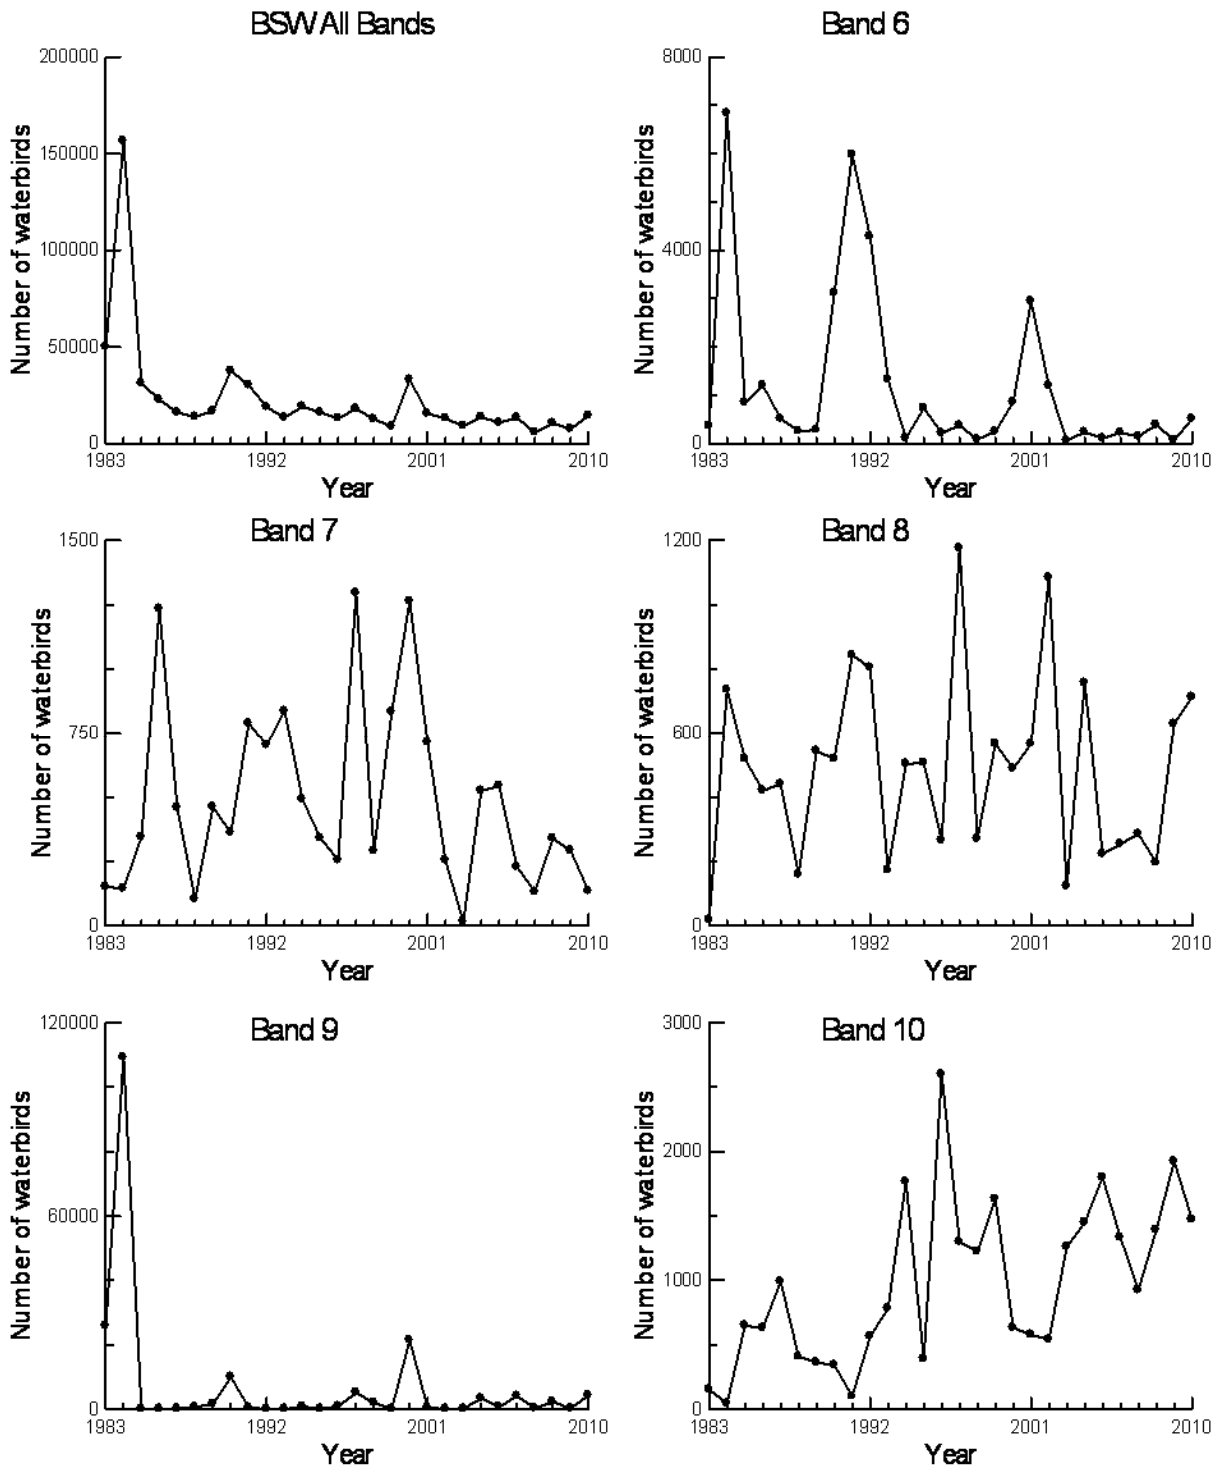 BSW All Bands
Number of waterbirds
200000
150000
100000
50000
0
1983
1992
2001
2010
Year
Band 6
Number of waterbirds
8000
4000
0
1983
1992
2001
2010
Year
Band 7
Number of waterbirds
1500
750
0
1983
1992
2001
2010
Year
Band 8
Number of waterbirds
1200
600
0
1983
1992
2001
2010
Year
Band 9
Number of waterbirds
120000
60000
0
1983
1992
2001
2010
Year
Band 10
Number of waterbirds
3000
2000
1000
0
1983
1992
2001
2010
Year